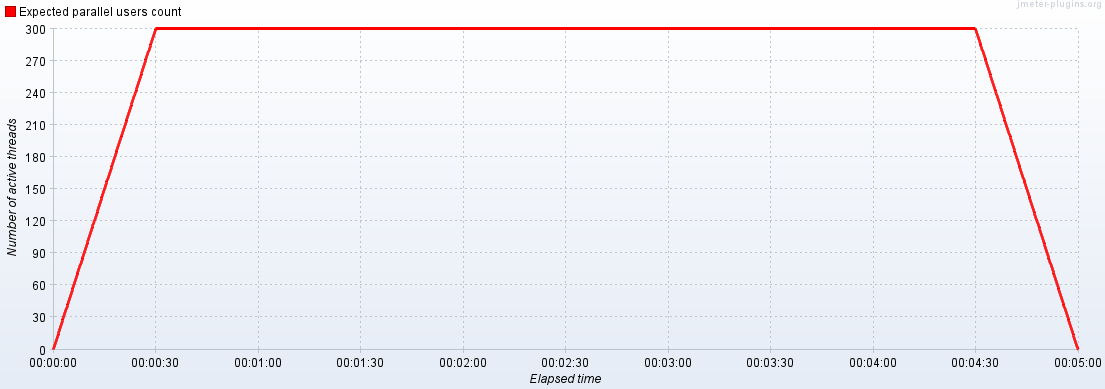 jmeter-plugins.org
Expected parallel users count
300
270
240
210
180
150
120
90
60
30
0
Number of active threads
00:00:00 00:00:30 00:01:00 00:01:30 00:02:00 00:02:30 00:03:00 00:03:30 00:04:00 00:04:30 00:05:00
Elapsed time